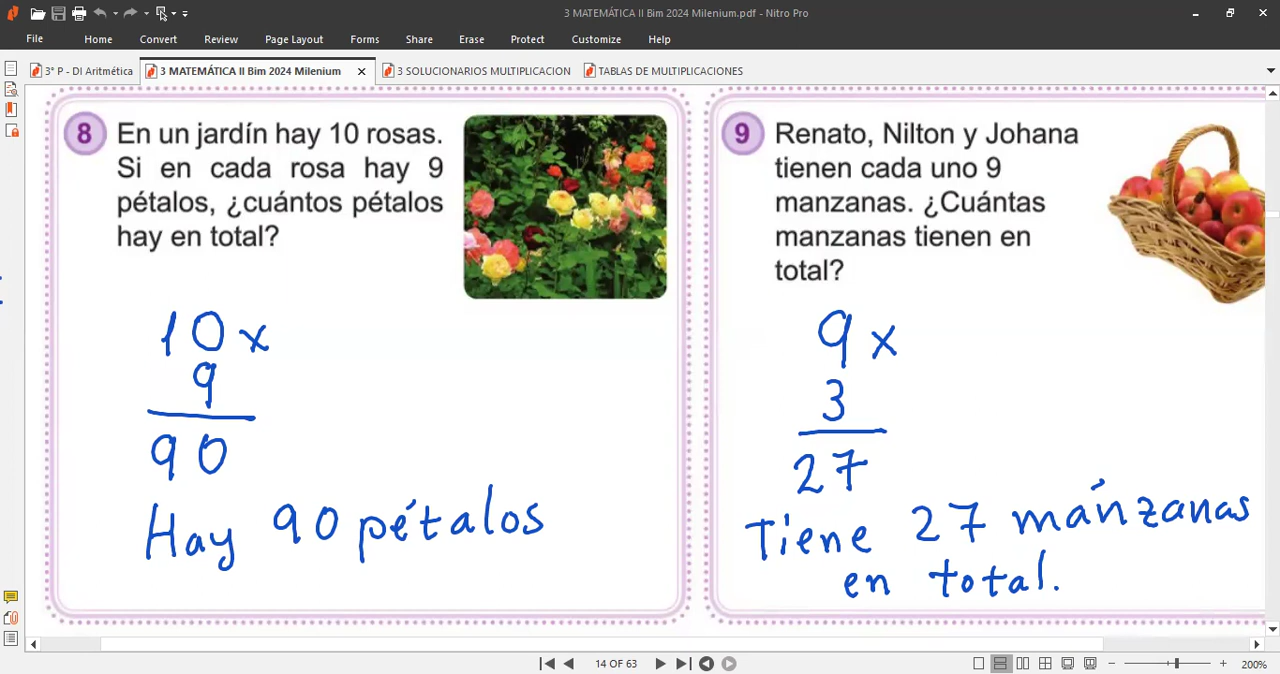 3 MATEMÁTICA II Bim 2024 Milenium.pdf - Nitro Pro
File Home Convert Review Page Layout Forms Share Erase Protect Customize Help
3° P - DI Aritmética
3 MATEMÁTICA II Bim 2024 Milenium
3 SOLUCIONARIOS MULTIPLICACION
TABLAS DE MULTIPLICACIONES
8
En un jardín hay 10 rosas.
Si en cada rosa hay 9
pétalos, ¿cuántos pétalos
hay en total?
10x
9
90
Hay 90 pétalos
9
Renato, Nilton y Johana
tienen cada uno 9
manzanas. ¿Cuántas
manzanas tienen en
total?
9x
3
27
Tiene 27 mánzanas
en total.
14 OF 63
200%